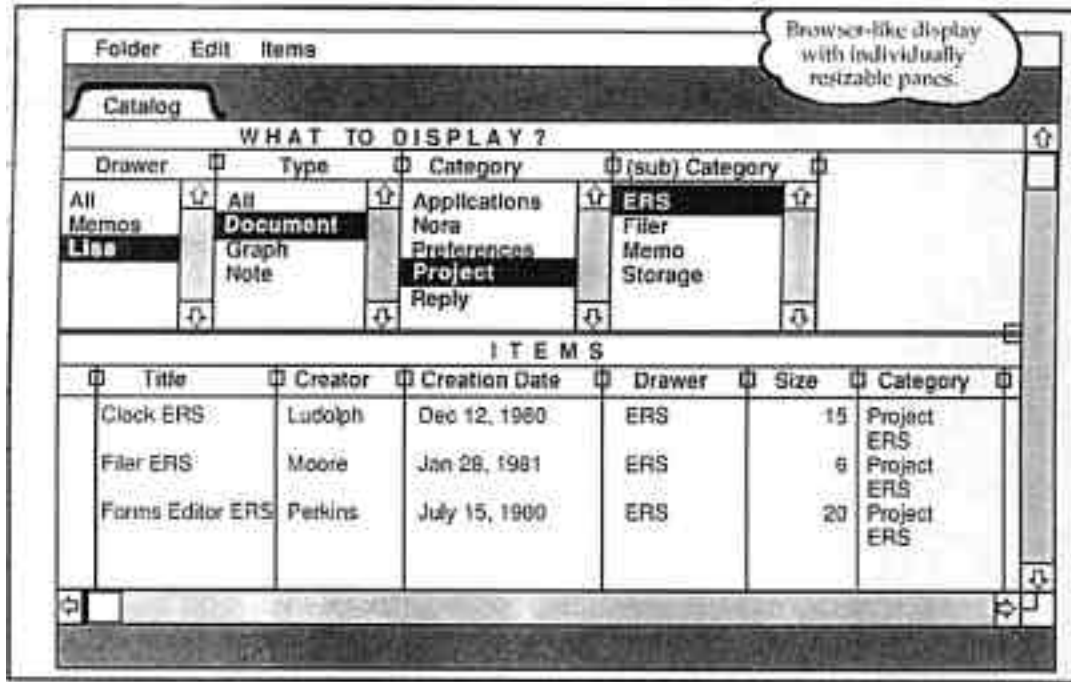 Browser-like display
with individually
resizable panes.
Folder Edit Items
Catalog
WHAT TO DISPLAY?
Drawer Type Category (sub) Category
All
Memos
Lisa
All
Document
Graph
Note
Applications
Nora
Preferences
Project
Reply
ERS
Filer
Memo
Storage
ITEMS
Title Creator Creation Date Drawer Size Category
Clock ERS Ludolph Dec 12, 1980 ERS 15 Project
ERS
Filer ERS Moore Jan 28, 1981 ERS 6 Project
ERS
Forms Editor ERS Perkins July 15, 1980 ERS 20 Project
ERS